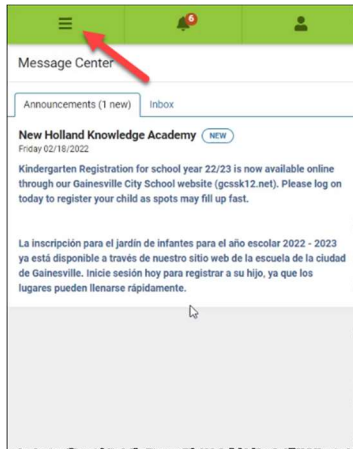 6
Message Center
Announcements (1 new) Inbox
New Holland Knowledge Academy NEW
Friday 02/18/2022
Kindergarten Registration for school year 22/23 is now available online
through our Gainesville City School website (gcssk12.net). Please log on
today to register your child as spots may fill up fast.
La inscripción para el jardín de infantes para el año escolar 2022 - 2023
ya está disponible a través de nuestro sitio web de la escuela de la ciudad
de Gainesville. Inicie sesión hoy para registrar a su hijo, ya que los
lugares pueden llenarse rápidamente.